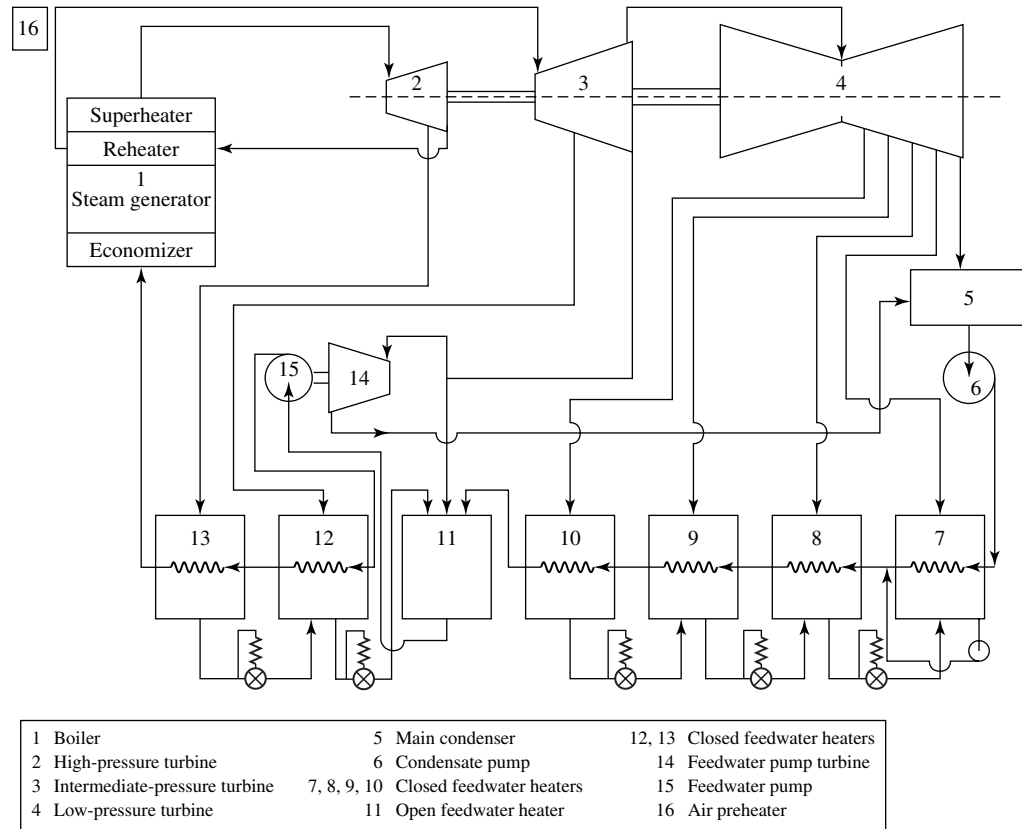 16
2
3
4
Superheater
Reheater
1
Steam generator
Economizer
5
15
14
6
13
12
11
10
9
8
7
1 Boiler
2 High-pressure turbine
3 Intermediate-pressure turbine
4 Low-pressure turbine
5 Main condenser
6 Condensate pump
7, 8, 9, 10 Closed feedwater heaters
11 Open feedwater heater
12, 13 Closed feedwater heaters
14 Feedwater pump turbine
15 Feedwater pump
16 Air preheater